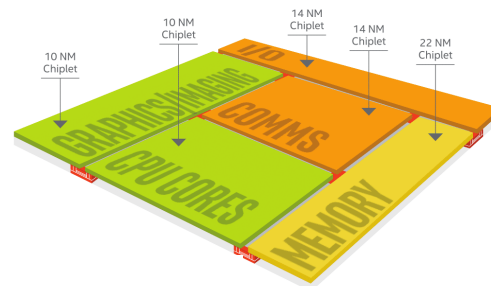 14 NM
Chiplet
10 NM
Chiplet
14 NM
Chiplet
22 NM
Chiplet
10 NM
Chiplet
I/O
GRAPHICS/IMAGING
COMMS
CPU CORES
MEMORY